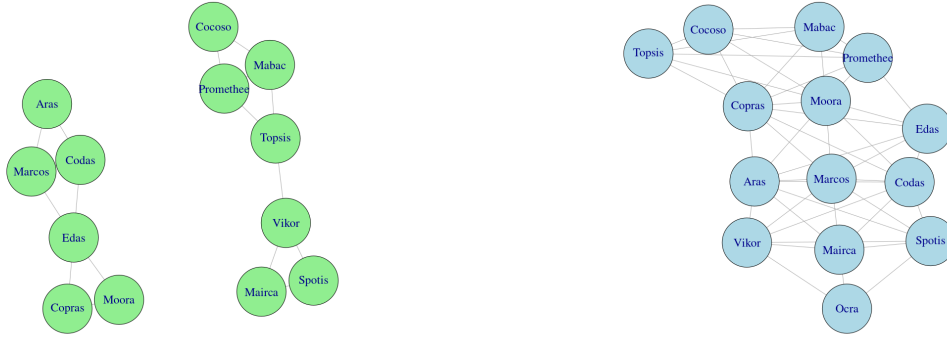 Cocoso
Mabac
Promethee
Aras
Topsis
Codas
Marcos
Vikor
Edas
Spotis
Mairca
Moora
Copras
Mabac
Cocoso
Topsis
Promethee
Moora
Copras
Edas
Marcos
Aras
Codas
Vikor
Spotis
Mairca
Ocra